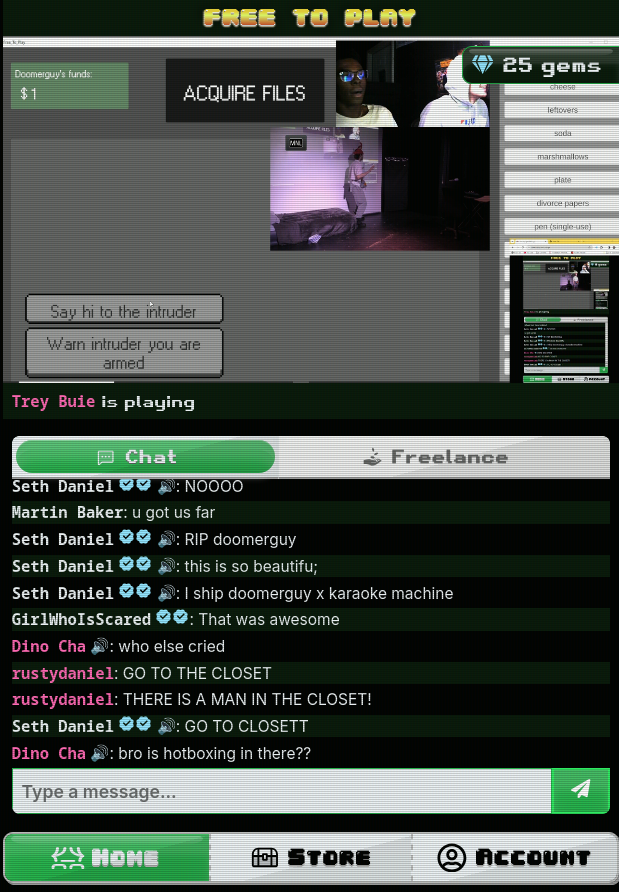 FREE TO PLAY
25 gems
Doomerguy's funds:
$1
ACQUIRE FILES
MNL
cheese
leftovers
soda
marshmallows
plate
divorce papers
pen (single-use)
Say hi to the intruder
Warn intruder you are
armed
Trey Buie is playing
Chat
Freelance
Seth Daniel : NOOOO
Martin Baker: u got us far
Seth Daniel : RIP doomerguy
Seth Daniel : this is so beautifu;
Seth Daniel : I ship doomerguy x karaoke machine
GirlWhoIsScared : That was awesome
Dino Cha : who else cried
rustydaniel: GO TO THE CLOSET
rustydaniel: THERE IS A MAN IN THE CLOSET!
Seth Daniel : GO TO CLOSETT
Dino Cha : bro is hotboxing in there??
Type a message...
HOME
STORE
ACCOUNT